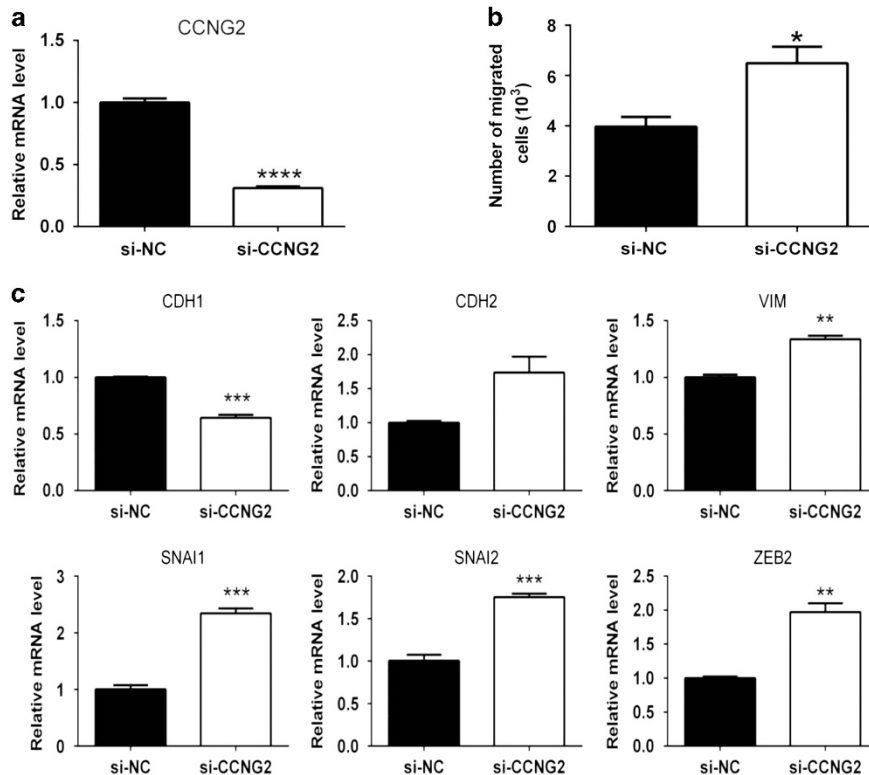 a
CCNG2
Relative mRNA level
1.5
1.0
0.5
0.0
****
si-NC si-CCNG2
b
Number of migrated
cells (10³)
8
6
4
2
0
*
si-NC si-CCNG2
c
CDH1
Relative mRNA level
1.5
1.0
0.5
0.0
***
si-NC si-CCNG2
CDH2
Relative mRNA level
2.5
2.0
1.5
1.0
0.5
0.0
si-NC si-CCNG2
VIM
Relative mRNA level
1.5
1.0
0.5
0.0
**
si-NC si-CCNG2
SNAI1
Relative mRNA level
3
2
1
0
***
si-NC si-CCNG2
SNAI2
Relative mRNA level
2.0
1.5
1.0
0.5
0.0
***
si-NC si-CCNG2
ZEB2
Relative mRNA level
2.5
2.0
1.5
1.0
0.5
0.0
**
si-NC si-CCNG2